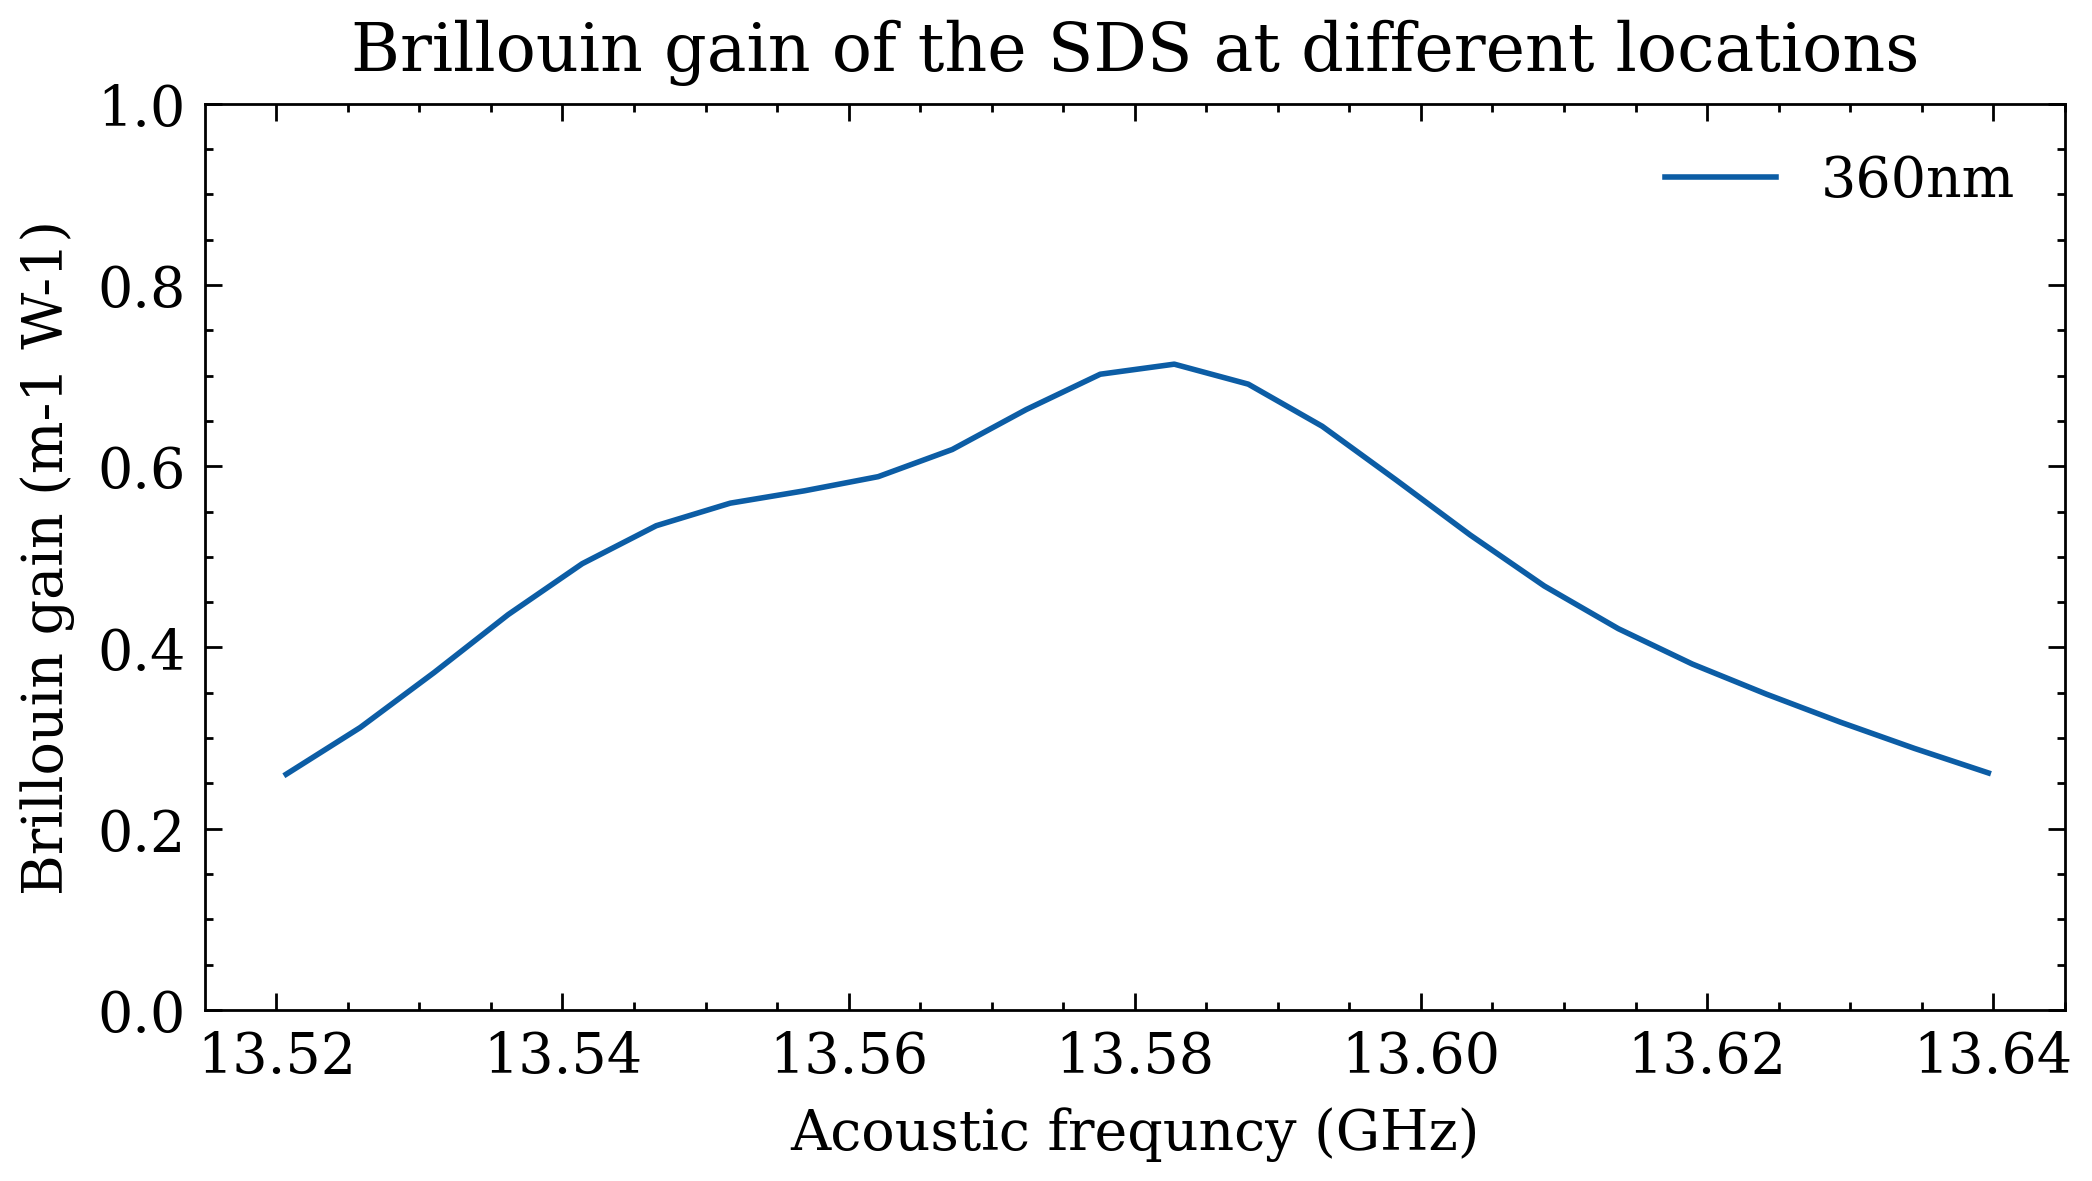 Brillouin gain of the SDS at different locations
360nm
Brillouin gain (m-1 W-1)
1.0
0.8
0.6
0.4
0.2
0.0
13.52 13.54 13.56 13.58 13.60 13.62 13.64
Acoustic frequncy (GHz)